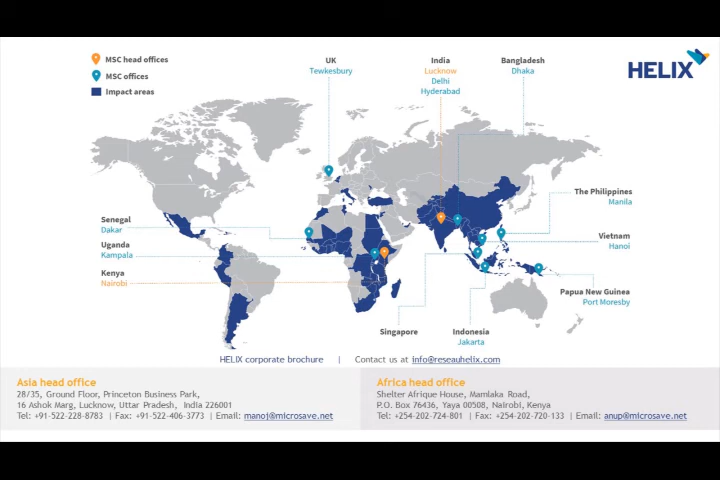 MSC head offices
MSC offices
Impact areas
UK
Tewkesbury
India
Lucknow
Delhi
Hyderabad
Bangladesh
Dhaka
HELIX
The Philippines
Manila
Senegal
Dakar
Uganda
Kampala
Vietnam
Hanoi
Kenya
Nairobi
Papua New Guinea
Port Moresby
Singapore
Indonesia
Jakarta
HELIX corporate brochure | Contact us at info@reseauhelix.com
Asia head office
28/35, Ground Floor, Princeton Business Park,
16 Ashok Marg, Lucknow, Uttar Pradesh, India 226001
Tel: +91-522-228-8783 | Fax: +91-522-406-3773 | Email: manoj@microsave.net
Africa head office
Shelter Afrique House, Mamlaka Road,
P.O. Box 76436, Yaya 00508, Nairobi, Kenya
Tel: +254-202-724-801 | Fax: +254-202-720-133 | Email: anup@microsave.net